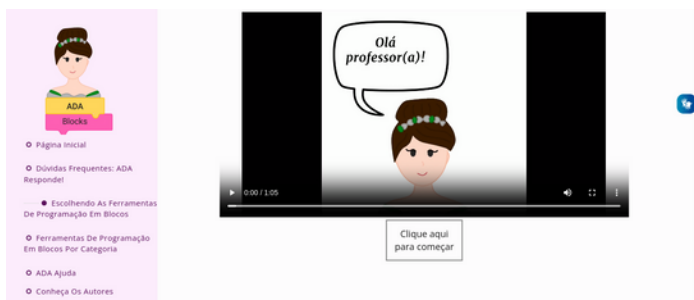 ADA
Blocks
Página Inicial
Dúvidas Frequentes: ADA
Responde!
Escolhendo As Ferramentas
De Programação Em Blocos
Ferramentas De Programação
Em Blocos Por Categoria
ADA Ajuda
Conheça Os Autores
Olá
professor(a)!
0:00 / 1:05
Clique aqui
para começar